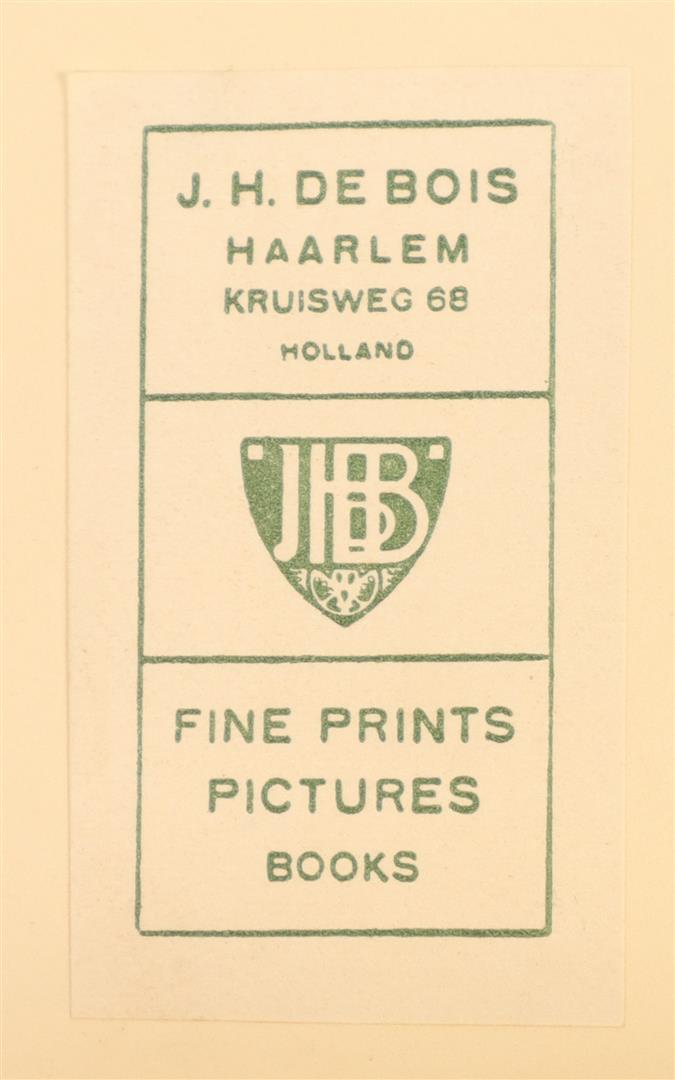 J. H. DE BOIS
HAARLEM
KRUISWEG 68
HOLLAND
JHdB
FINE PRINTS
PICTURES
BOOKS